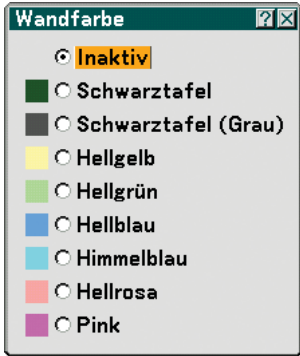 Wandfarbe
Inaktiv
Schwarztafel
Schwarztafel (Grau)
Hellgelb
Hellgrün
Hellblau
Himmelblau
Hellrosa
Pink